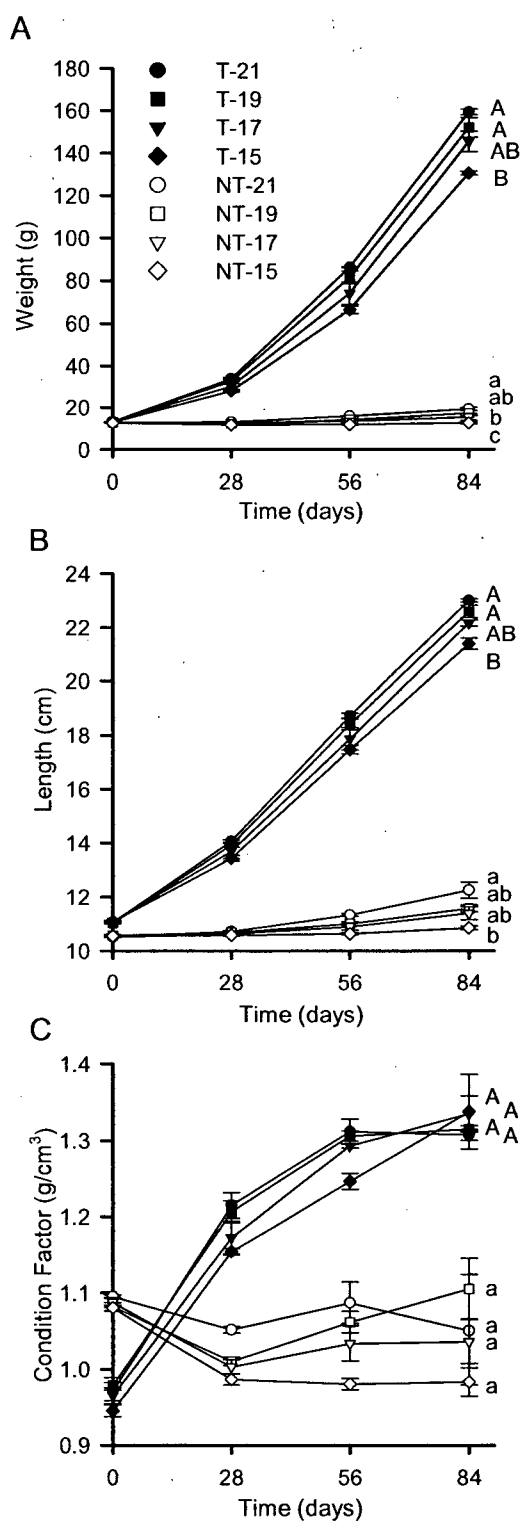 A
180
160
140
120
100
80
60
40
20
0
Weight (g)
T-21
T-19
T-17
T-15
NT-21
NT-19
NT-17
NT-15
A
A
AB
B
a
ab
b
c
0 28 56 84
Time (days)
B
24
22
20
18
16
14
12
10
Length (cm)
A
A
AB
B
a
ab
ab
b
0 28 56 84
Time (days)
C
1.4
1.3
1.2
1.1
1.0
0.9
Condition Factor (g/cm³)
A A
A A
a
a
a
a
0 28 56 84
Time (days)